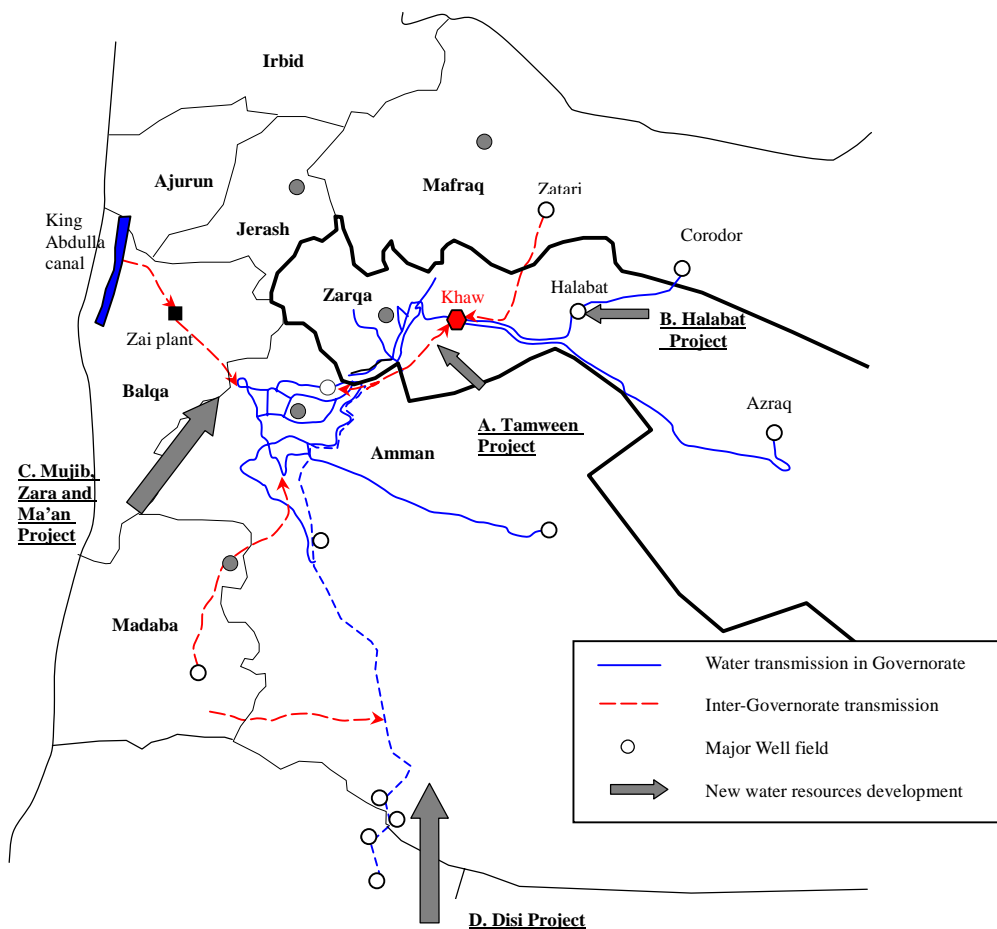 Irbid
Ajurun
Mafraq
Zatari
King
Abdulla
canal
Jerash
Corodor
Zarqa
Khaw
Halabat
B. Halabat
Project
Zai plant
Balqa
Azraq
A. Tamween
Project
Amman
C. Mujib,
Zara and
Ma'an
Project
Madaba
Water transmission in Governorate
Inter-Governorate transmission
Major Well field
New water resources development
D. Disi Project